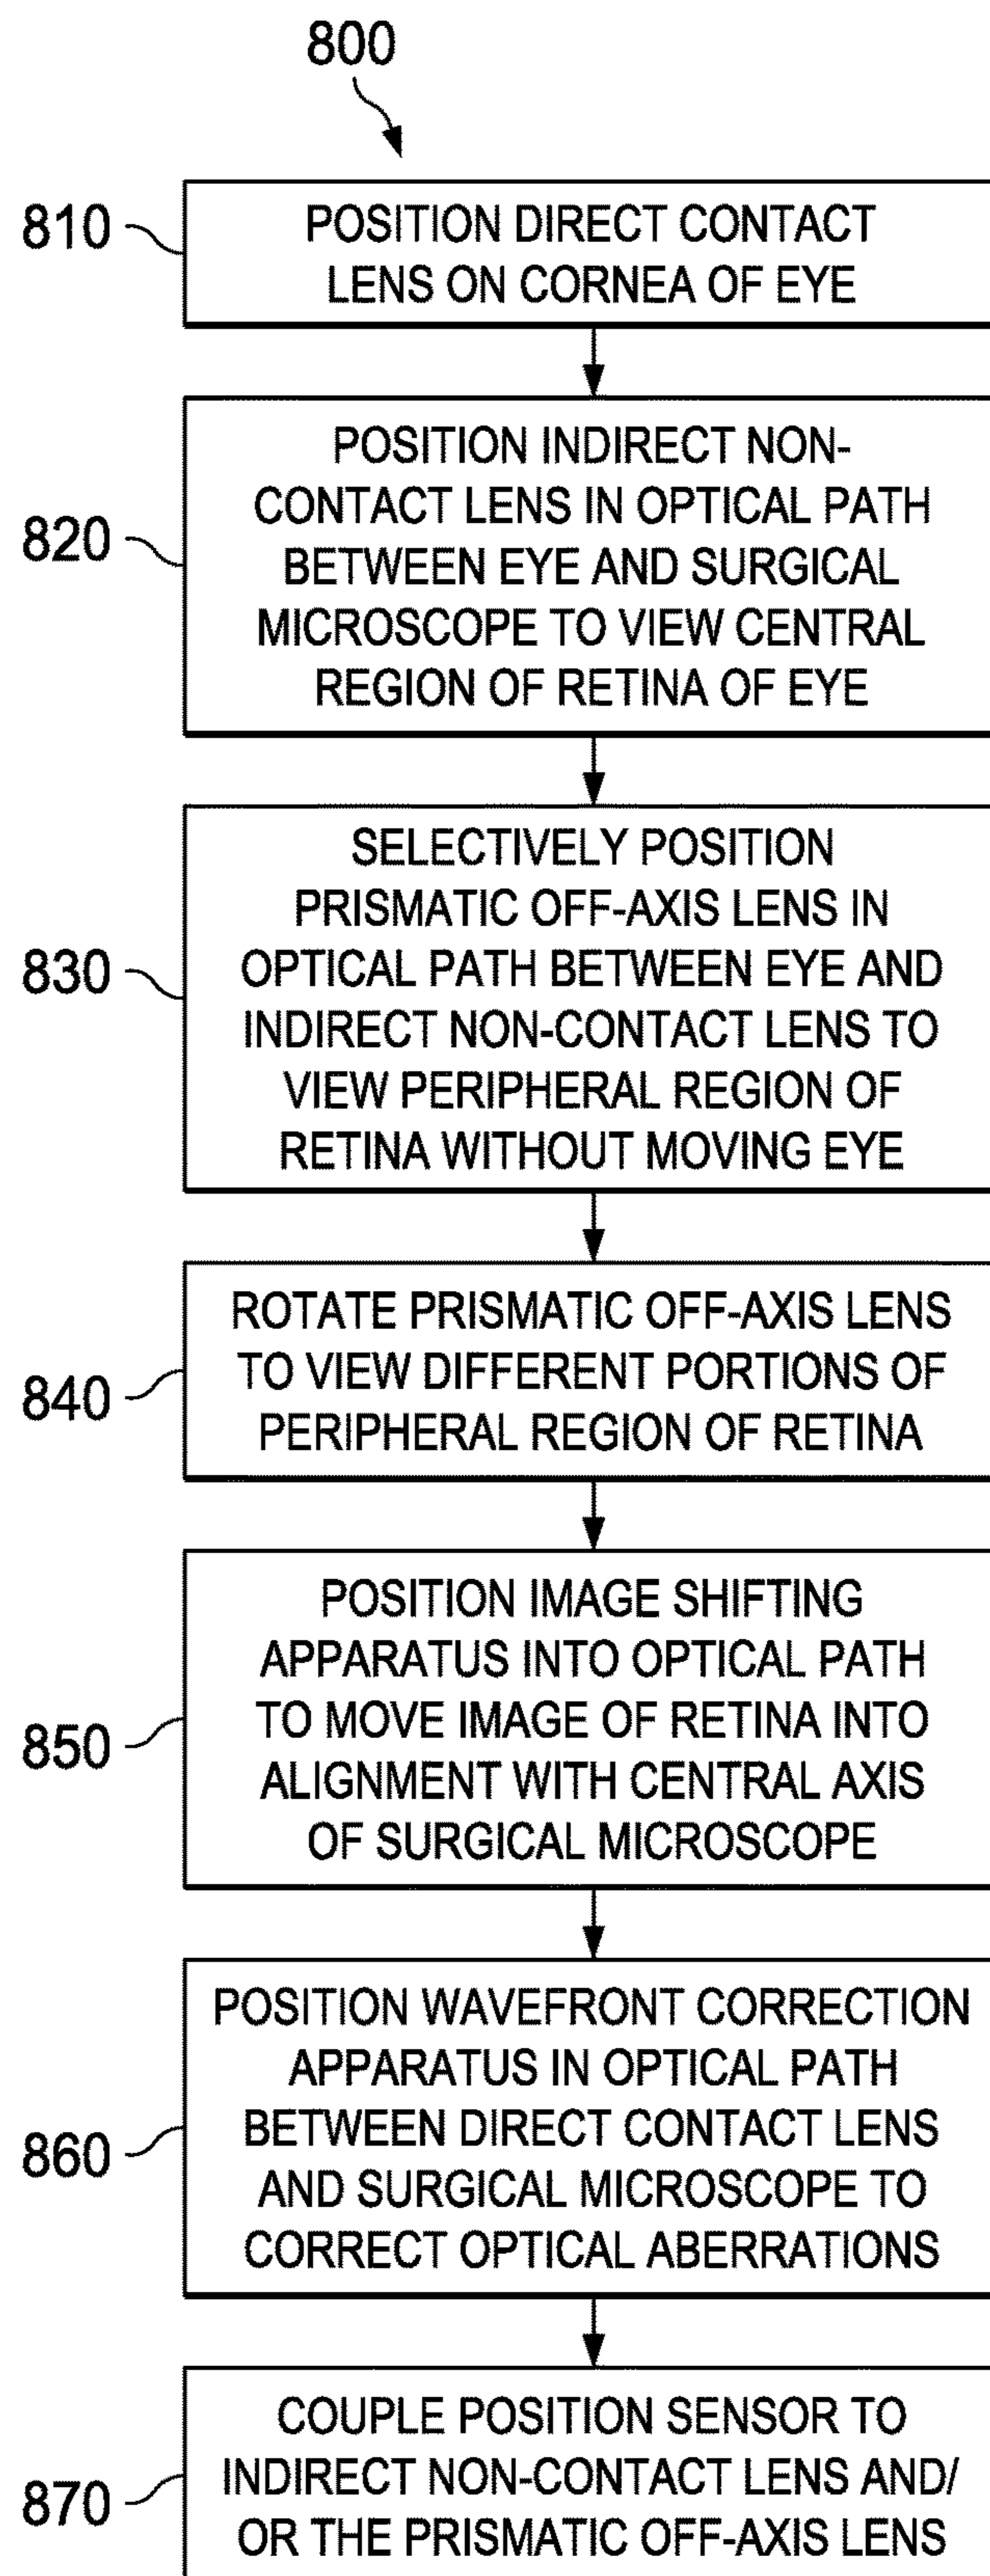 800
810
POSITION DIRECT CONTACT
LENS ON CORNEA OF EYE
820
POSITION INDIRECT NON-
CONTACT LENS IN OPTICAL PATH
BETWEEN EYE AND SURGICAL
MICROSCOPE TO VIEW CENTRAL
REGION OF RETINA OF EYE
830
SELECTIVELY POSITION
PRISMATIC OFF-AXIS LENS IN
OPTICAL PATH BETWEEN EYE AND
INDIRECT NON-CONTACT LENS TO
VIEW PERIPHERAL REGION OF
RETINA WITHOUT MOVING EYE
840
ROTATE PRISMATIC OFF-AXIS LENS
TO VIEW DIFFERENT PORTIONS OF
PERIPHERAL REGION OF RETINA
850
POSITION IMAGE SHIFTING
APPARATUS INTO OPTICAL PATH
TO MOVE IMAGE OF RETINA INTO
ALIGNMENT WITH CENTRAL AXIS
OF SURGICAL MICROSCOPE
860
POSITION WAVEFRONT CORRECTION
APPARATUS IN OPTICAL PATH
BETWEEN DIRECT CONTACT LENS
AND SURGICAL MICROSCOPE TO
CORRECT OPTICAL ABERRATIONS
870
COUPLE POSITION SENSOR TO
INDIRECT NON-CONTACT LENS AND/
OR THE PRISMATIC OFF-AXIS LENS